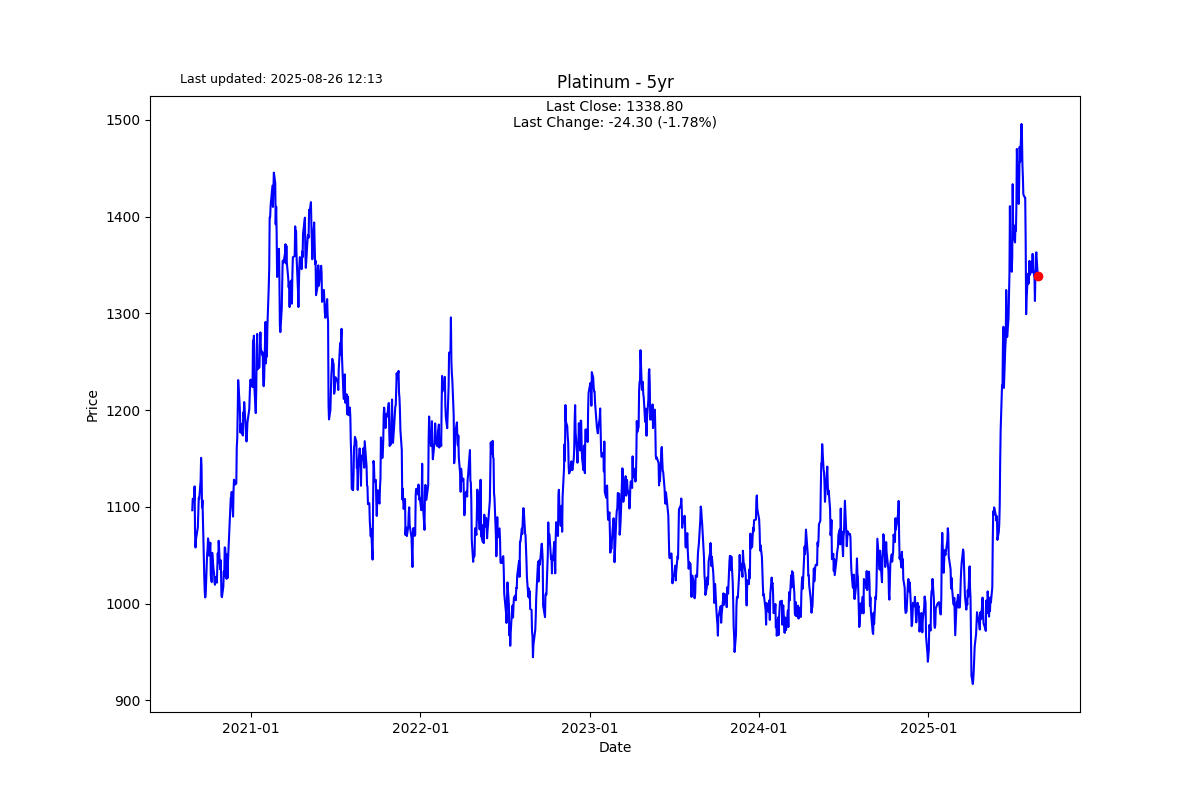 Last updated: 2025-08-26 12:13
Platinum - 5yr
Last Close: 1338.80
Last Change: -24.30 (-1.78%)
1500
1400
1300
1200
1100
1000
900
Price
2021-01
2022-01
2023-01
2024-01
2025-01
Date